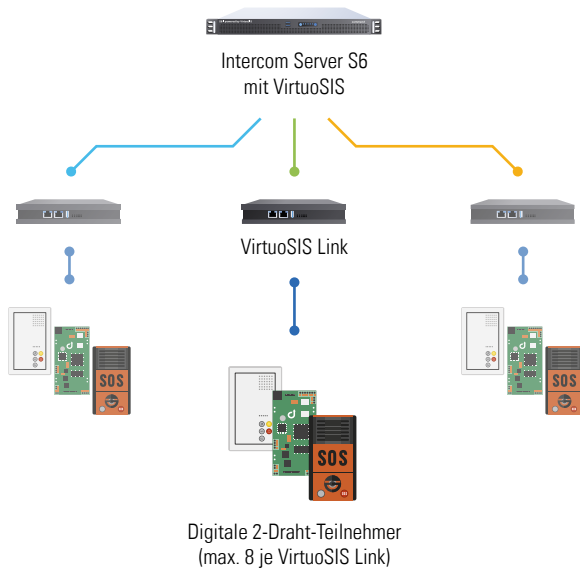 Intercom Server S6
mit VirtuoSIS
VirtuoSIS Link
SOS
SOS
SOS
Digitale 2-Draht-Teilnehmer
(max. 8 je VirtuoSIS Link)